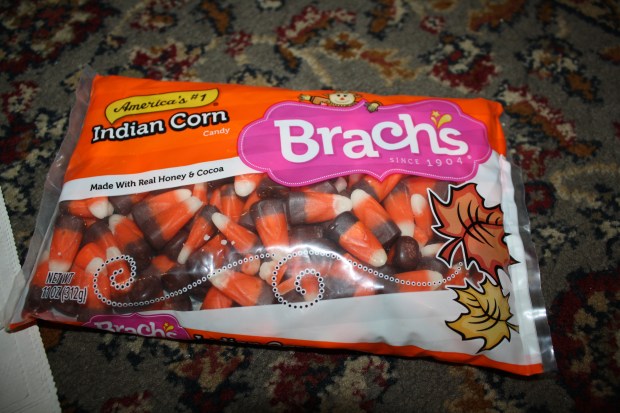 America's #1
Indian Corn
Candy
Brach's
SINCE 1904
Made With Real Honey & Cocoa
NET WT
11 OZ (312g)
Brach's